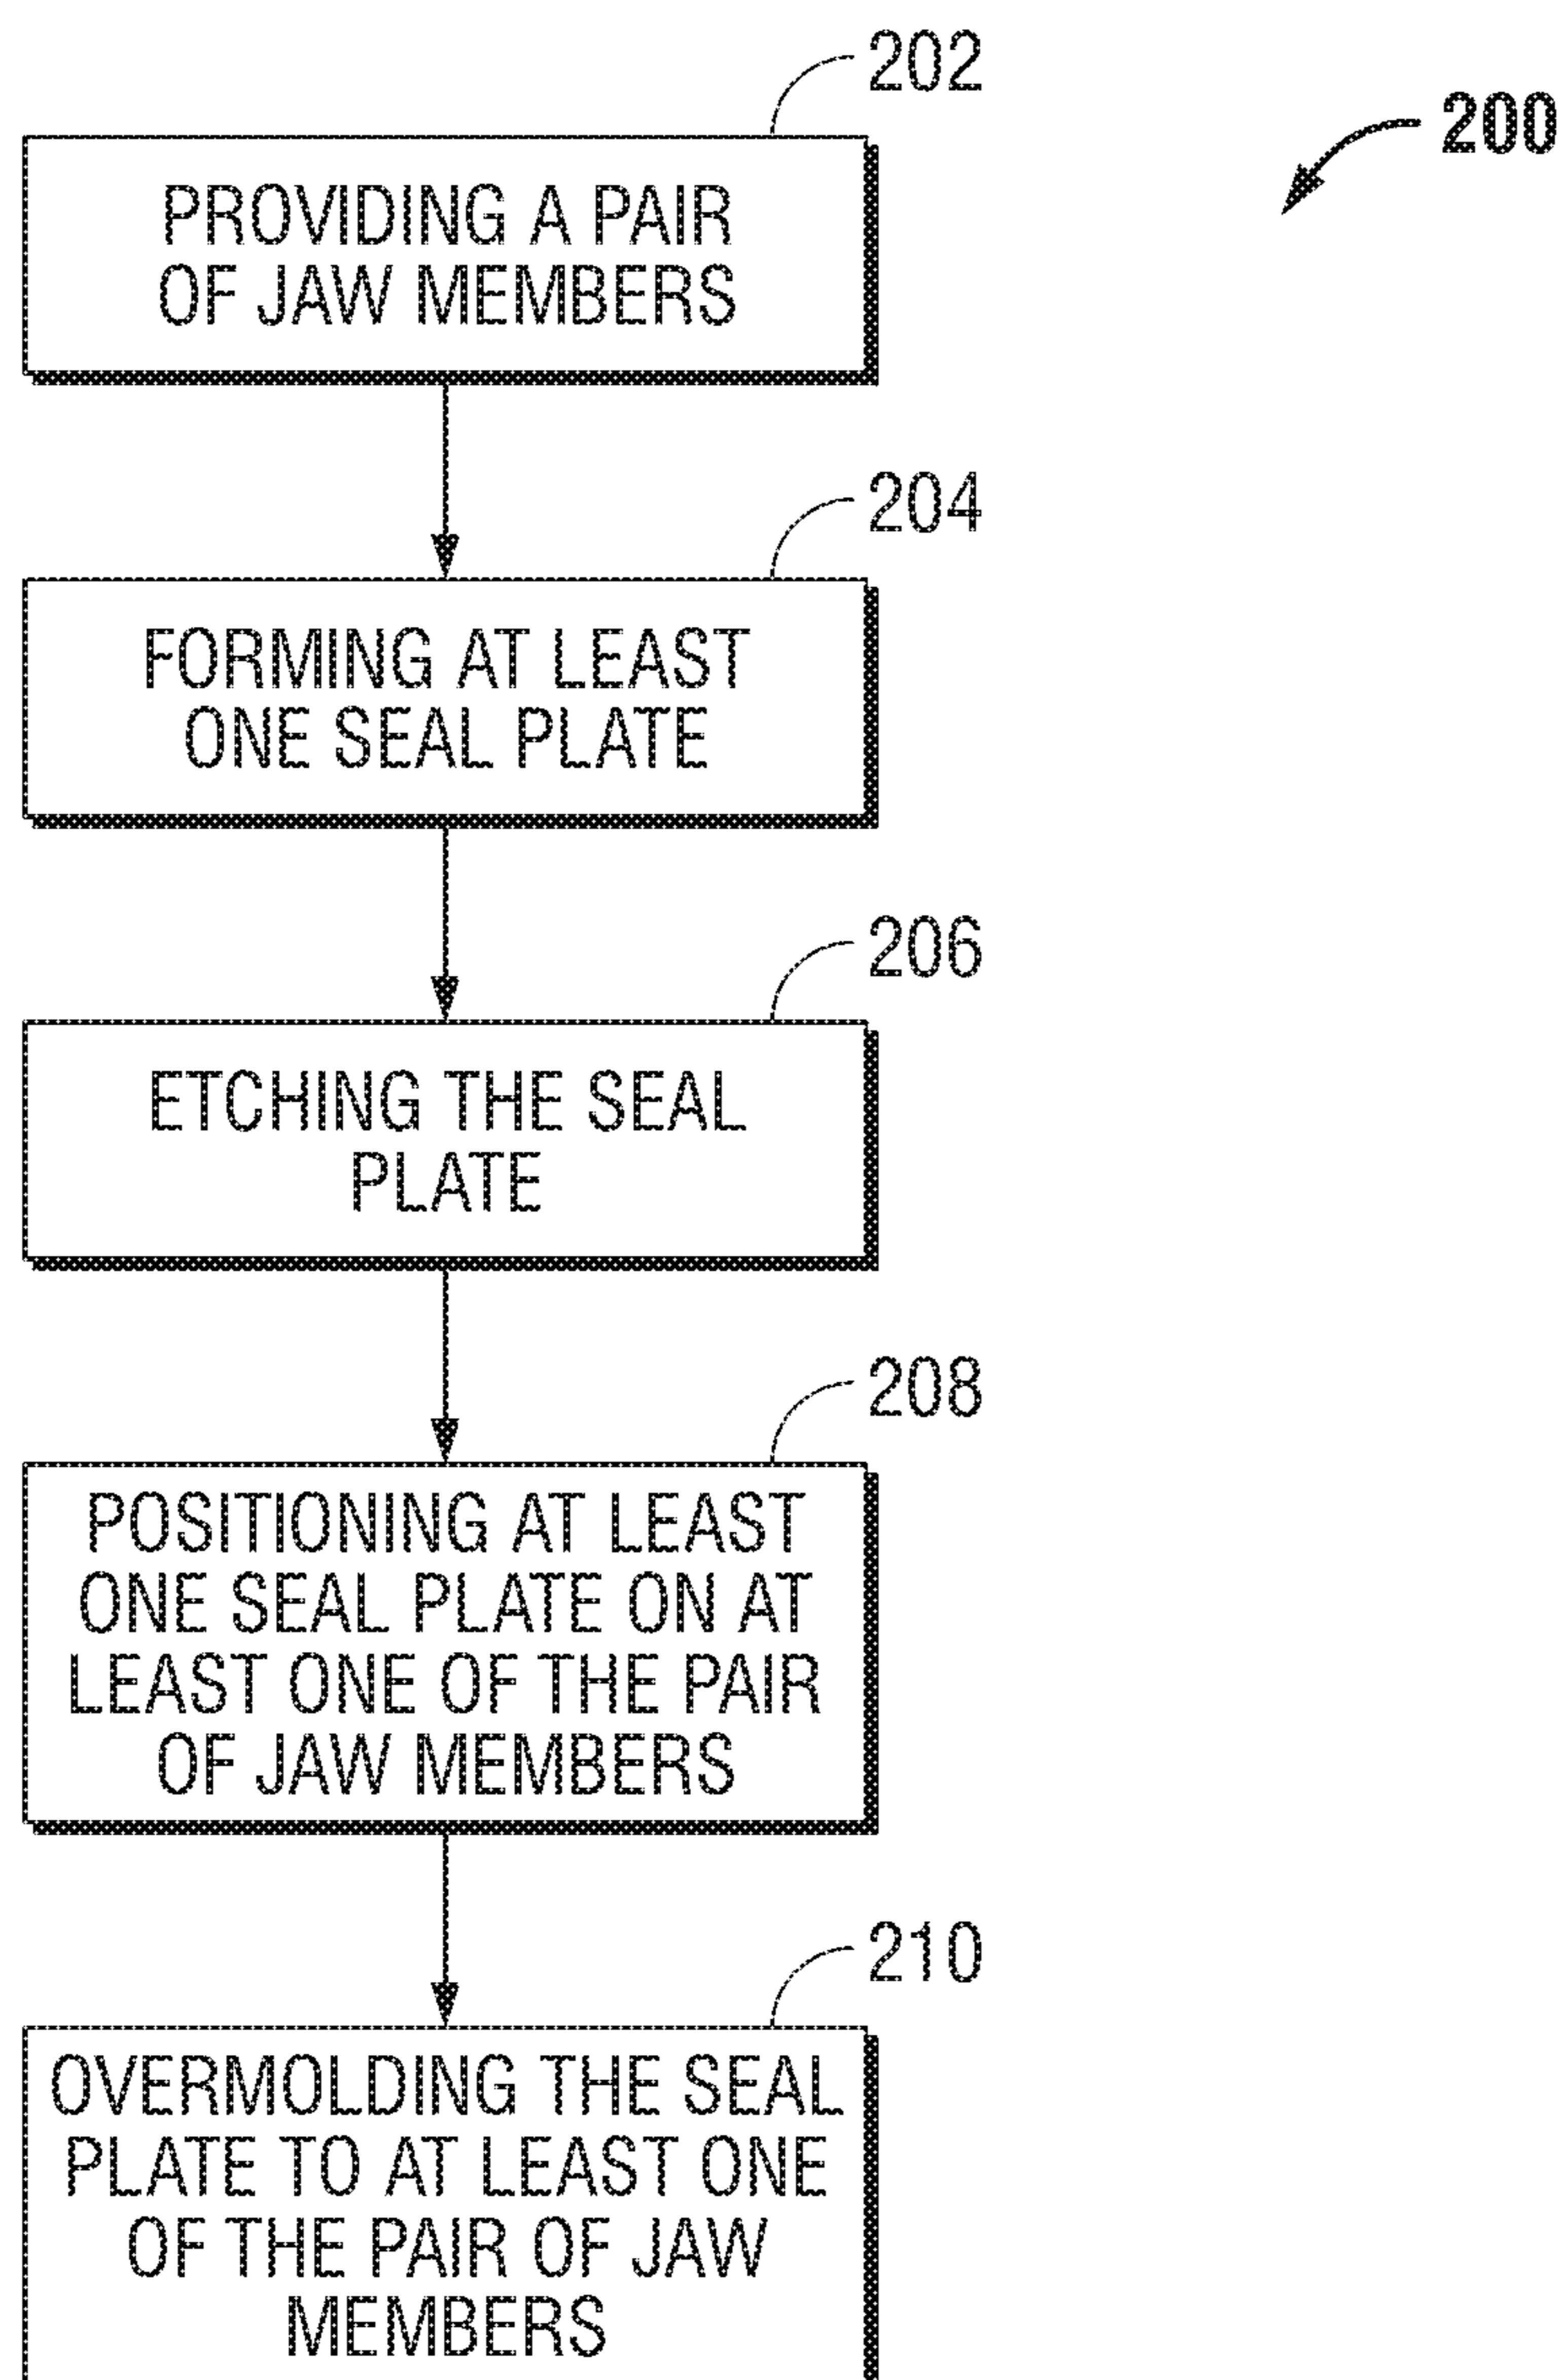 202
200
PROVIDING A PAIR
OF JAW MEMBERS
204
FORMING AT LEAST
ONE SEAL PLATE
206
ETCHING THE SEAL
PLATE
208
POSITIONING AT LEAST
ONE SEAL PLATE ON AT
LEAST ONE OF THE PAIR
OF JAW MEMBERS
210
OVERMOLDING THE SEAL
PLATE TO AT LEAST ONE
OF THE PAIR OF JAW
MEMBERS